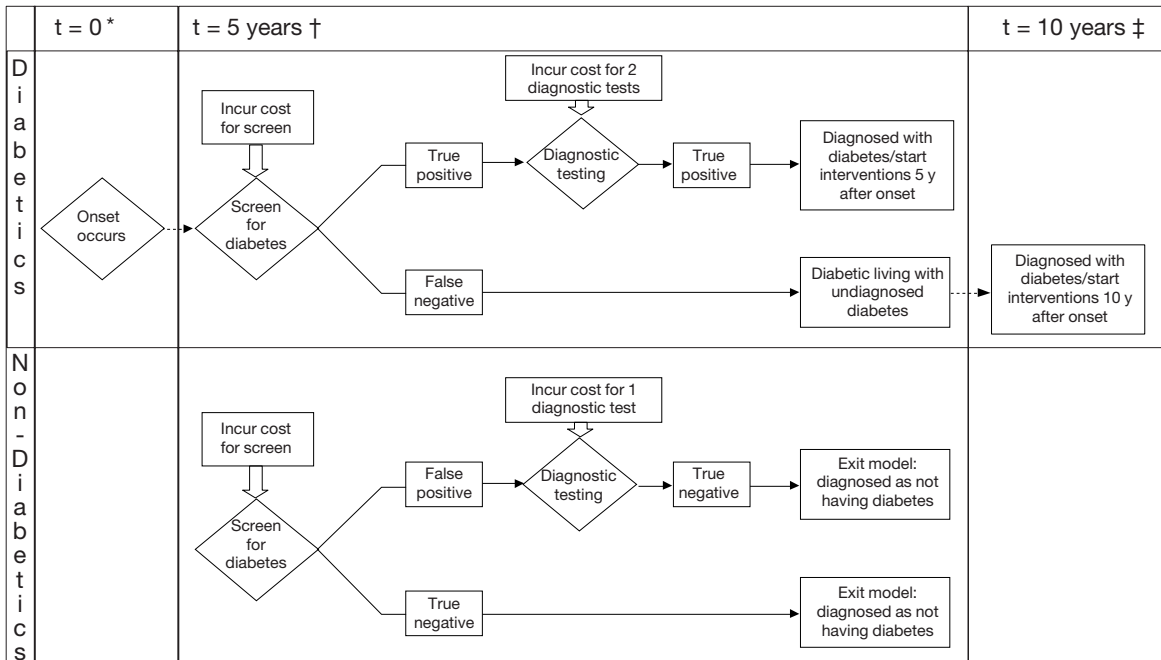 t = 0 *
t = 5 years †
t = 10 years ‡
Diabetics
Onset
occurs
Incur cost
for screen
Screen
for
diabetes
True
positive
Incur cost for 2
diagnostic tests
Diagnostic
testing
True
positive
Diagnosed with
diabetes/start
interventions 5 y
after onset
False
negative
Diabetic living with
undiagnosed
diabetes
Diagnosed with
diabetes/start
interventions 10 y
after onset
Non-Diabetics
Incur cost
for screen
Screen
for
diabetes
False
positive
Incur cost for 1
diagnostic test
Diagnostic
testing
True
negative
Exit model:
diagnosed as not
having diabetes
True
negative
Exit model:
diagnosed as not
having diabetes